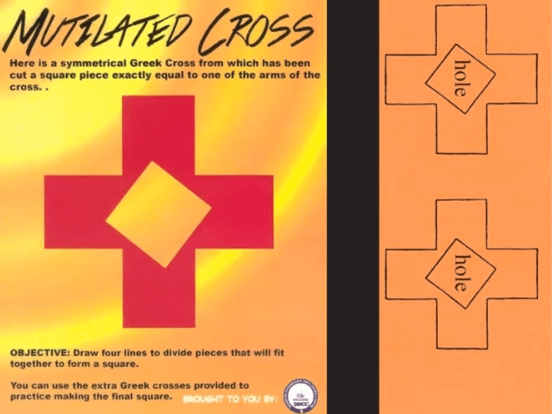 MUTILATED CROSS
Here is a symmetrical Greek Cross from which has been
cut a square piece exactly equal to one of the arms of the
cross. .
hole
hole
OBJECTIVE: Draw four lines to divide pieces that will fit
together to form a square.
You can use the extra Greek crosses provided to
practice making the final square.
BROUGHT TO YOU BY: